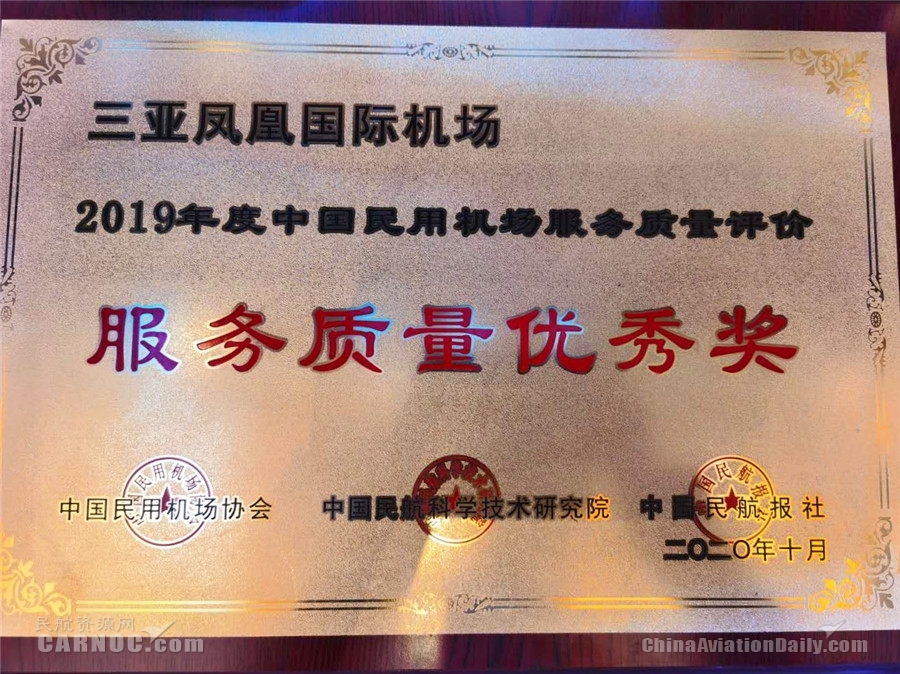 三亚凤凰国际机场
2019年度中国民用机场服务质量评价
服务质量优秀奖
中国民用机场协会 中国民航科学技术研究院 中国民航报社
二〇二〇年十月
民航资源网
CARNOC.com
ChinaAviationDaily.com